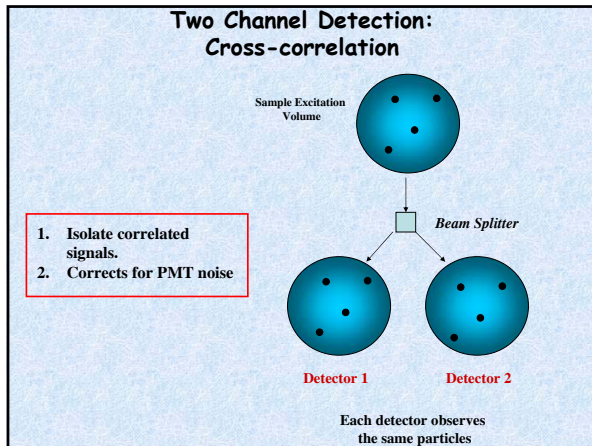 Two Channel Detection:
Cross-correlation
Sample Excitation
Volume
1. Isolate correlated
signals.
2. Corrects for PMT noise
Beam Splitter
Detector 1
Detector 2
Each detector observes
the same particles